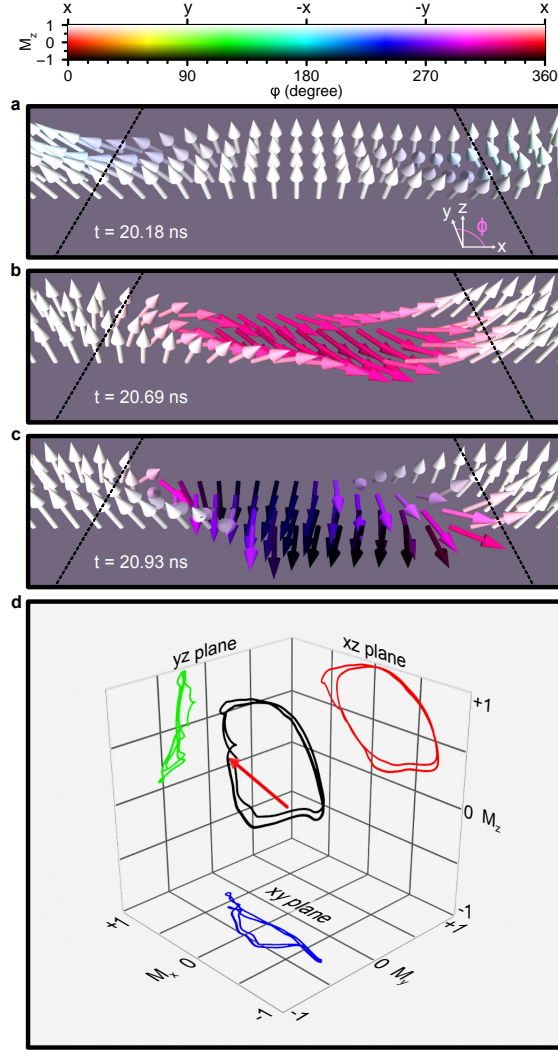 x y -x -y x
M_z
1
0
-1
0 90 180 270 360
φ (degree)
a
y z x ϕ
t = 20.18 ns
b
t = 20.69 ns
c
t = 20.93 ns
d
yz plane xz plane
+1
0 M_z
xy plane
-1
+1 +1
M_x 0 0 M_y
-1 -1